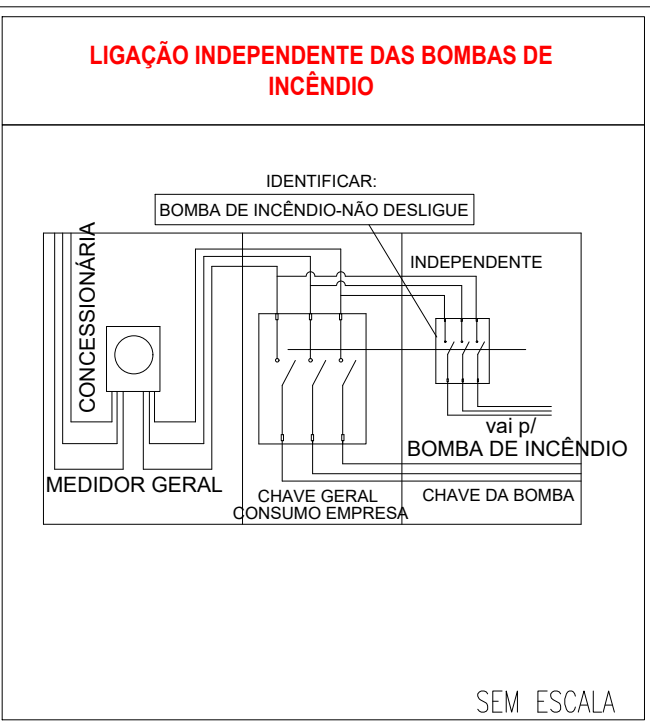 LIGAÇÃO INDEPENDENTE DAS BOMBAS DE
INCÊNDIO
IDENTIFICAR:
BOMBA DE INCÊNDIO-NÃO DESLIGUE
CONCESSIONÁRIA
INDEPENDENTE
vai p/
BOMBA DE INCÊNDIO
MEDIDOR GERAL
CHAVE GERAL
CONSUMO EMPRESA
CHAVE DA BOMBA
SEM ESCALA